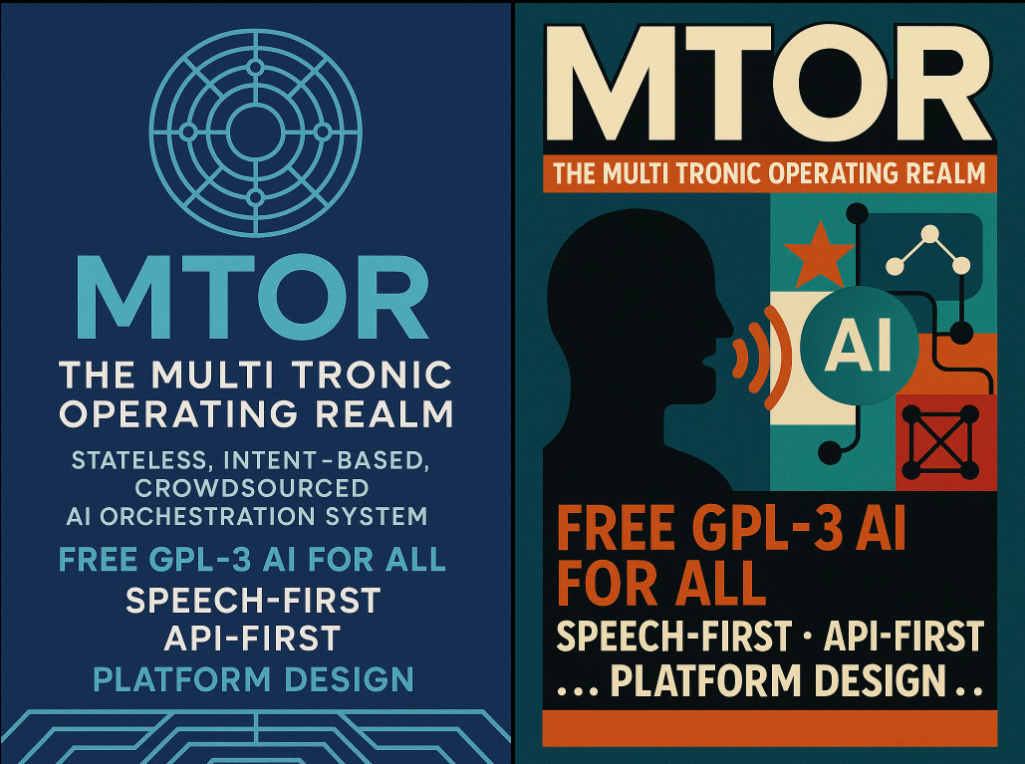 MTOR
THE MULTI TRONIC
OPERATING REALM
STATELESS, INTENT-BASED,
CROWDSOURCED
AI ORCHESTRATION SYSTEM
FREE GPL-3 AI FOR ALL
SPEECH-FIRST
API-FIRST
PLATFORM DESIGN
MTOR
THE MULTI TRONIC OPERATING REALM
AI
FREE GPL-3 AI
FOR ALL
SPEECH-FIRST · API-FIRST
... PLATFORM DESIGN ..